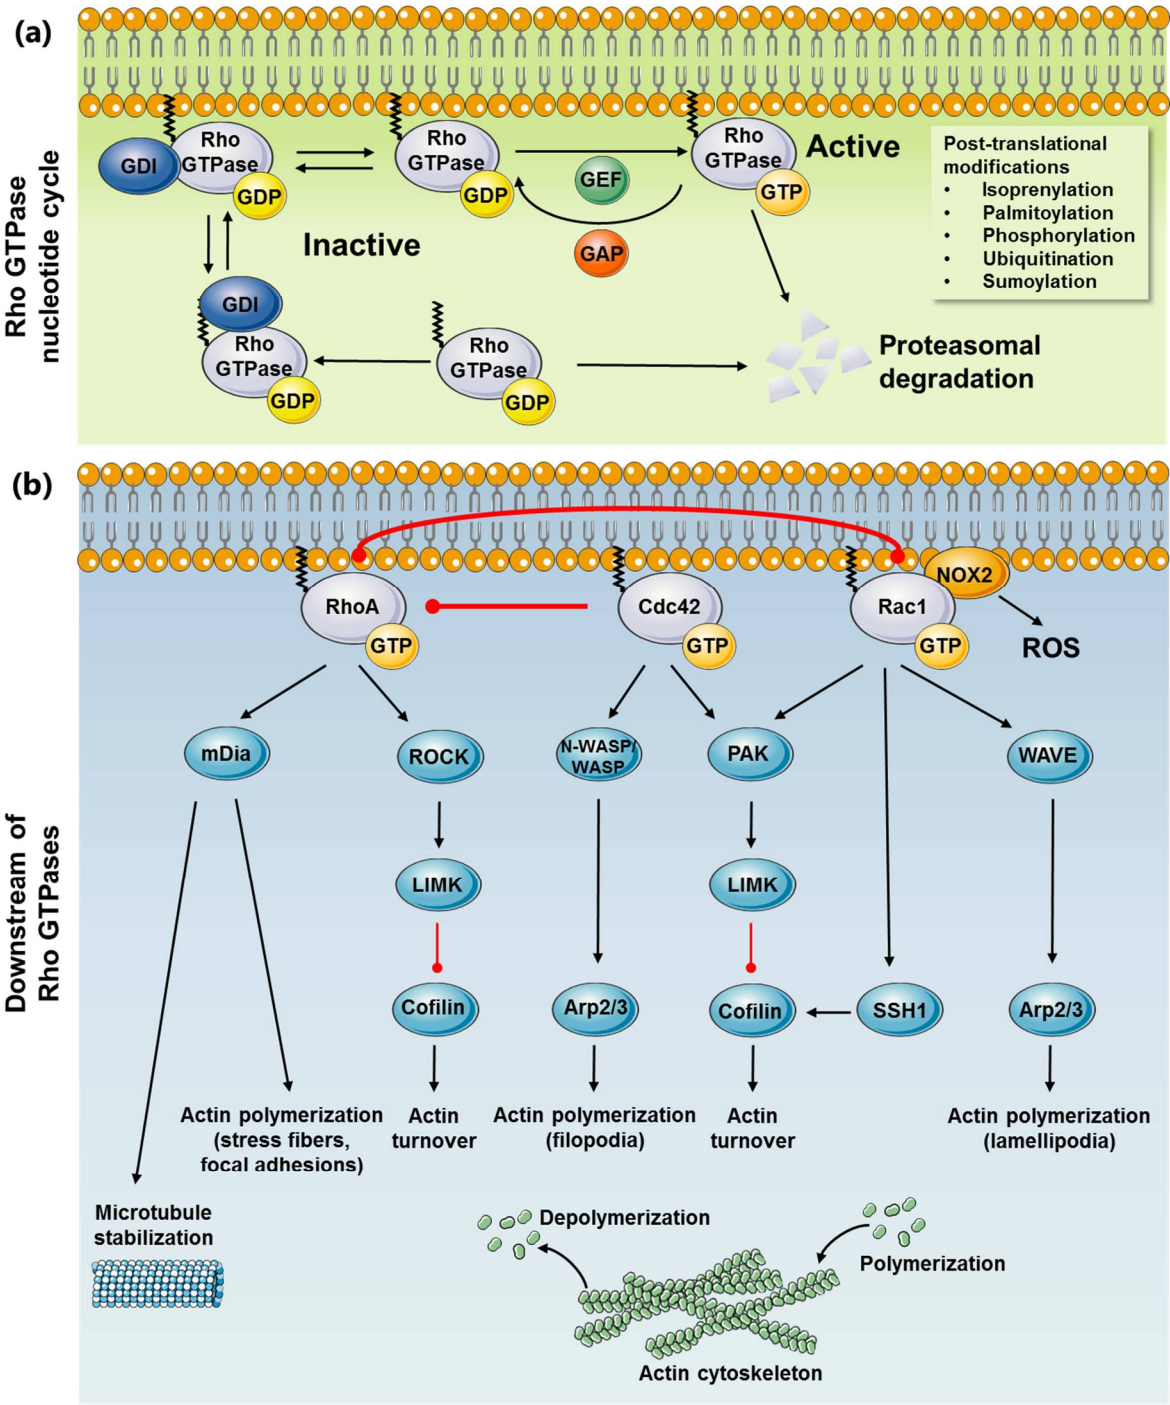 (a)
Rho GTPase
nucleotide cycle
GDI
Rho
GTPase
GDP
Rho
GTPase
GDP
GEF
GAP
Rho
GTPase
GTP
Active
Post-translational
modifications
• Isoprenylation
• Palmitoylation
• Phosphorylation
• Ubiquitination
• Sumoylation
Inactive
GDI
Rho
GTPase
GDP
Rho
GTPase
GDP
Proteasomal
degradation
(b)
Downstream of
Rho GTPases
RhoA
GTP
Cdc42
GTP
Rac1
GTP
NOX2
ROS
mDia
ROCK
N-WASP/
WASP
PAK
WAVE
LIMK
LIMK
Cofilin
Arp2/3
Cofilin
SSH1
Arp2/3
Actin polymerization
(stress fibers,
focal adhesions)
Actin
turnover
Actin polymerization
(filopodia)
Actin
turnover
Actin polymerization
(lamellipodia)
Microtubule
stabilization
Depolymerization
Polymerization
Actin cytoskeleton